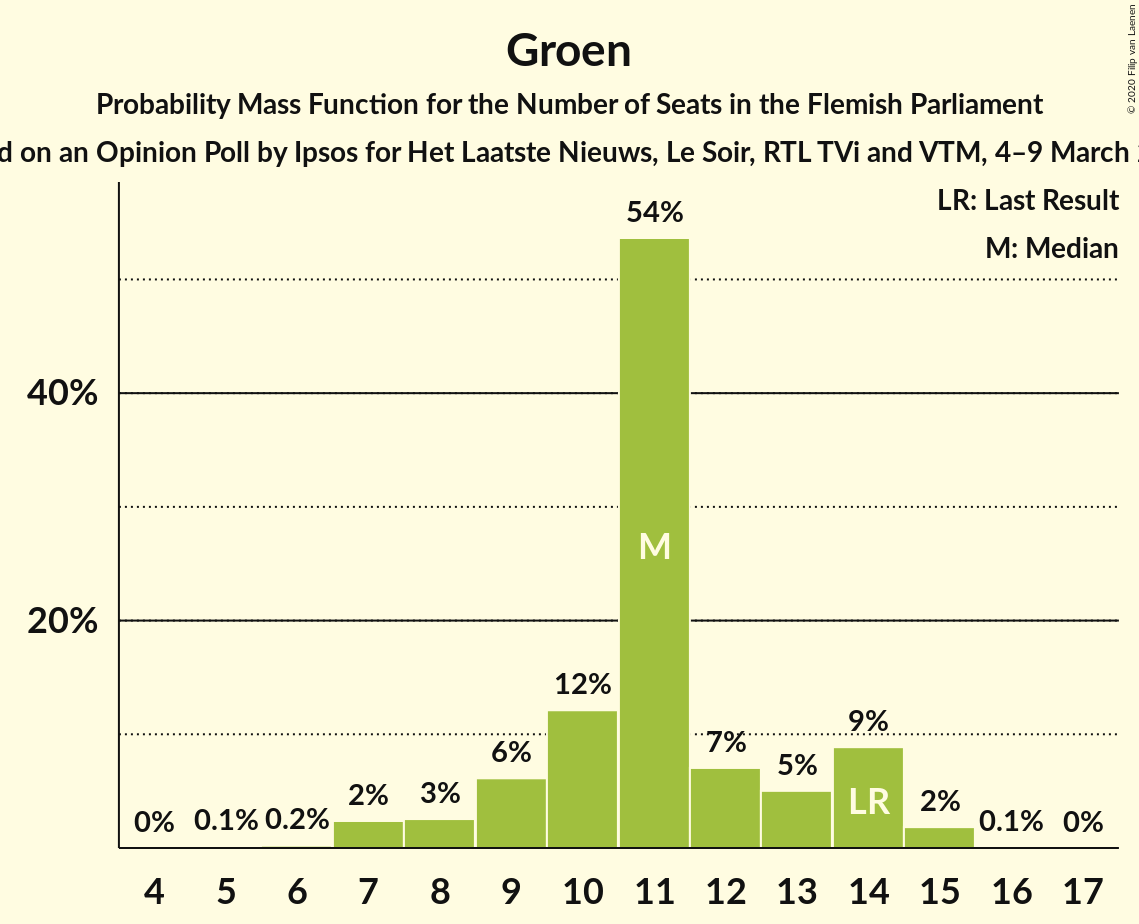 Groen
Probability Mass Function for the Number of Seats in the Flemish Parliament
on an Opinion Poll by Ipsos for Het Laatste Nieuws, Le Soir, RTL TVi and VTM, 4–9 March
© 2020 Filip van Laenen
LR: Last Result
M: Median
54%
40%
M
20%
12%
9%
7%
6%
5%
LR
3%
2%
2%
0%
0.1%
0.2%
0.1%
0%
4 5 6 7 8 9 10 11 12 13 14 15 16 17